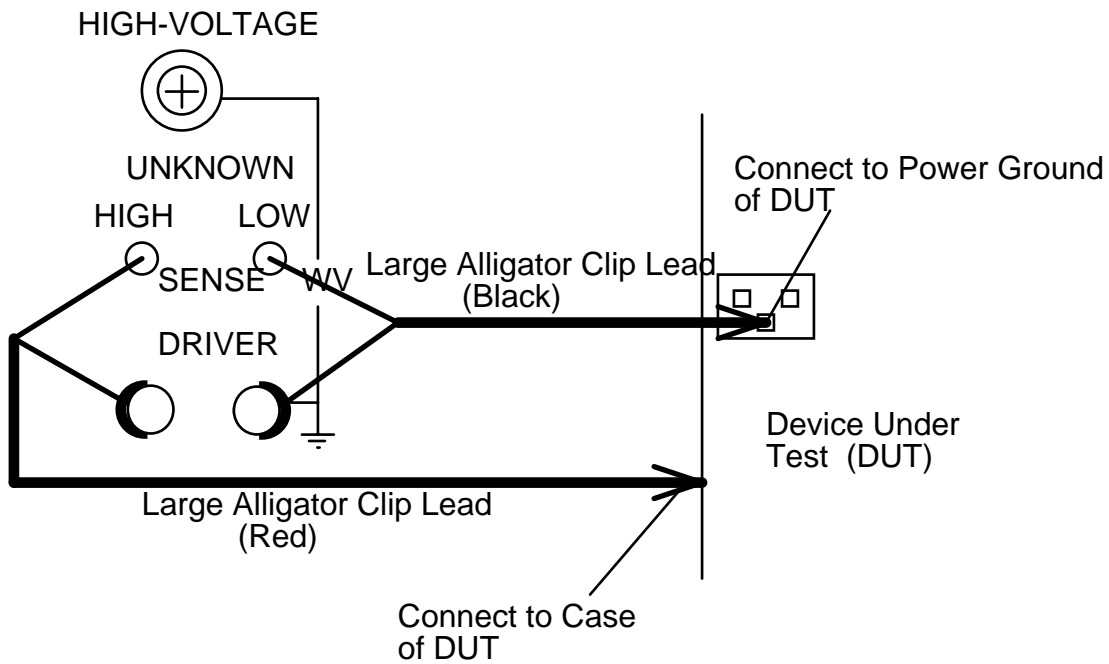 HIGH-VOLTAGE
UNKNOWN
HIGH LOW
SENSE WV
DRIVER
Large Alligator Clip Lead
(Black)
Connect to Power Ground
of DUT
Device Under
Test (DUT)
Large Alligator Clip Lead
(Red)
Connect to Case
of DUT